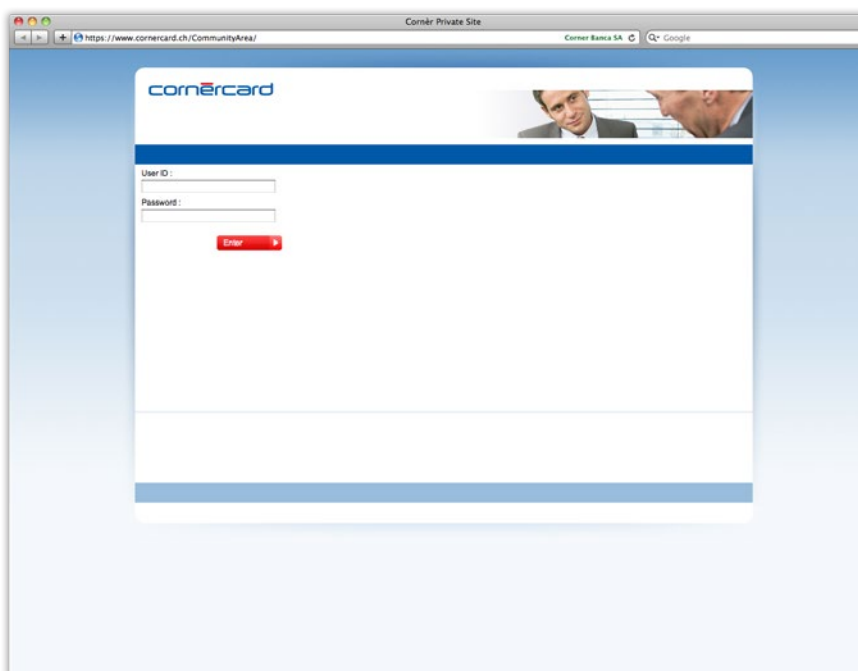 Cornèr Private Site
https://www.cornercard.ch/CommunityArea/
Corner Banca SA
Google
cornèrcard
User ID :
Password :
Enter